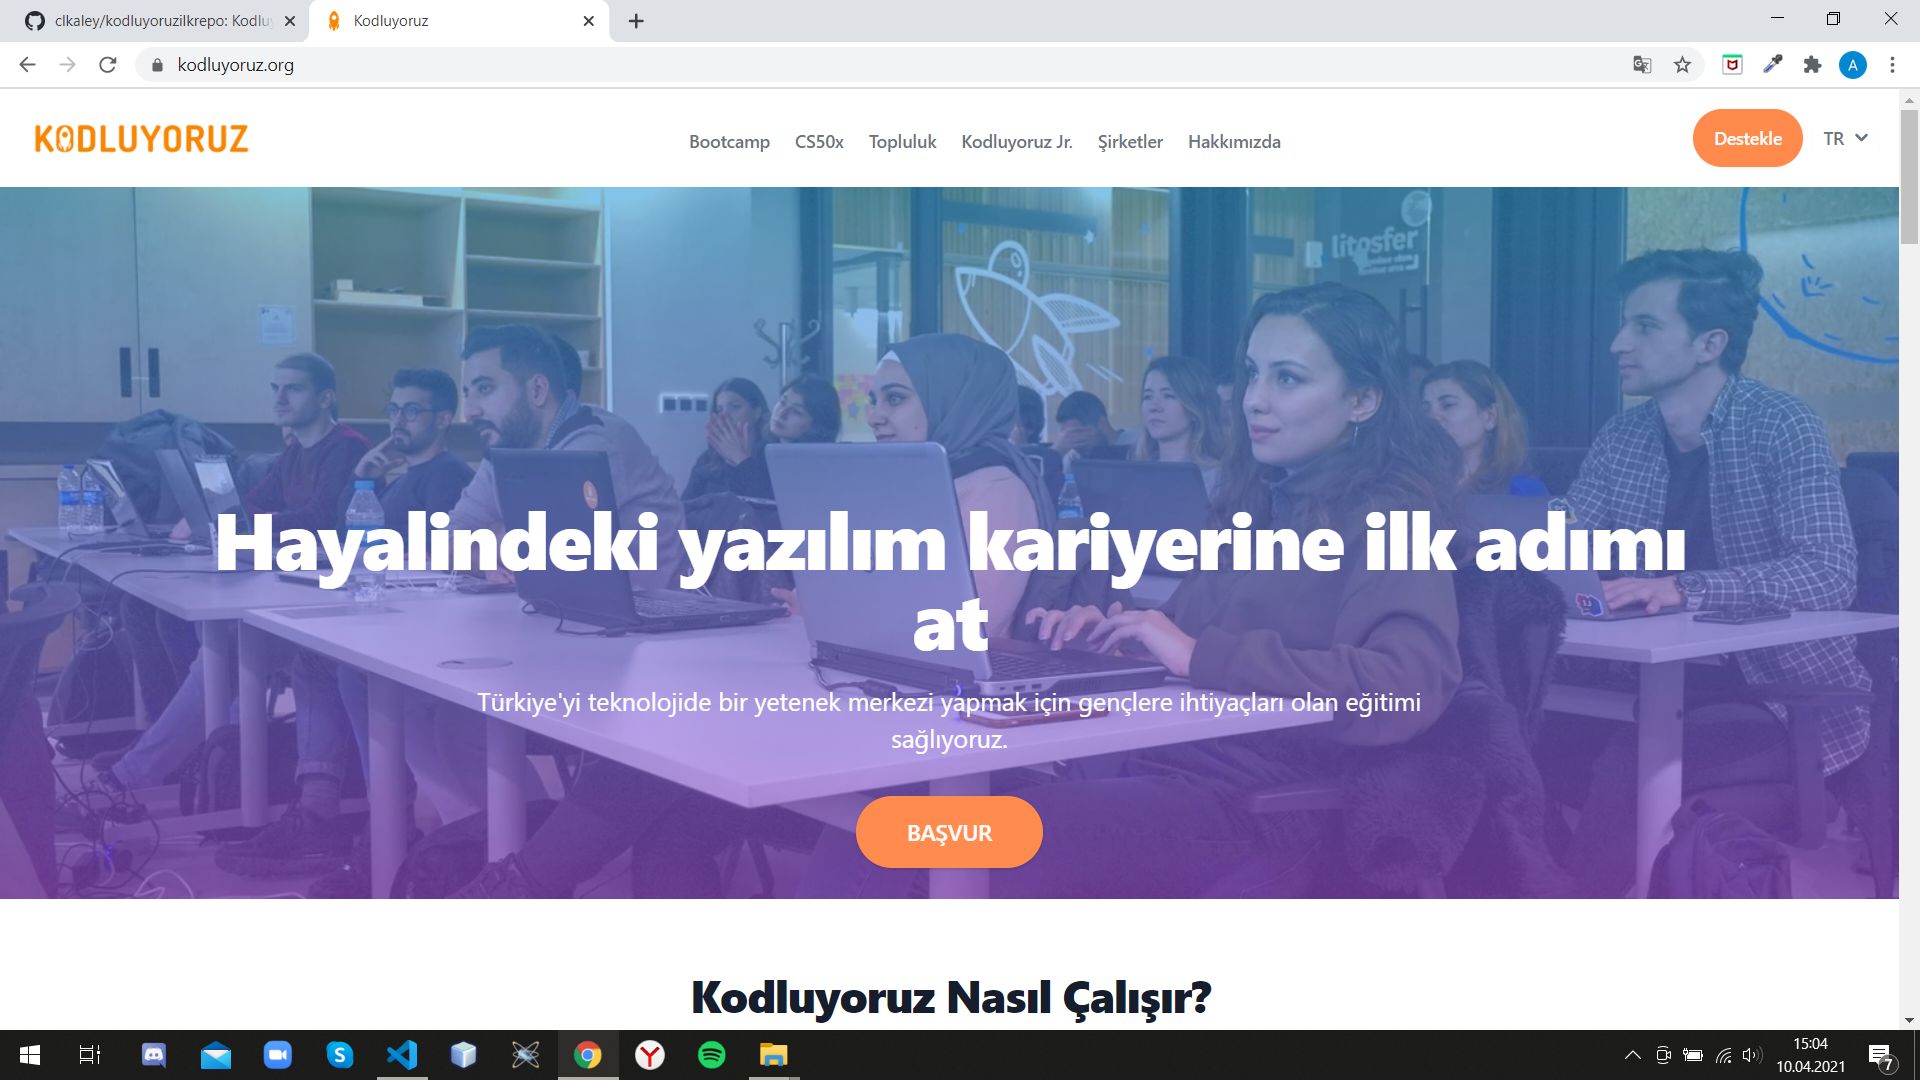 clkaley/kodluyoruzilkrepo: Kodluy
Kodluyoruz
kodluyoruz.org
A
KODLUYORUZ
Bootcamp CS50x Topluluk Kodluyoruz Jr. Şirketler Hakkımızda
Destekle
TR
litosfer
Hayalindeki yazılım kariyerine ilk adımı
at
Türkiye'yi teknolojide bir yetenek merkezi yapmak için gençlere ihtiyaçları olan eğitimi
sağlıyoruz.
BAŞVUR
Kodluyoruz Nasıl Çalışır?
15:04
10.04.2021
7